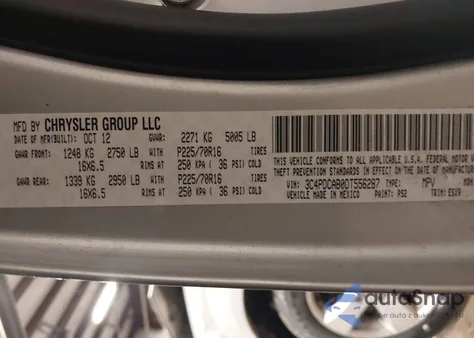 MFD BY CHRYSLER GROUP LLC
DATE OF MFR(BUILT): OCT 12 GVWR: 2271 KG 5005 LB
GAWR FRONT: 1248 KG 2750 LB WITH P225/70R16 TIRES
16X6.5 RIMS AT 250 KPA ( 36 PSI) COLD
GAWR REAR: 1339 KG 2950 LB WITH P225/70R16 TIRES
16X6.5 RIMS AT 250 KPA ( 36 PSI) COLD
THIS VEHICLE CONFORMS TO ALL APPLICABLE U.S.A. FEDERAL MOTOR
THEFT PREVENTION STANDARDS IN EFFECT ON THE DATE OF MANUFACTUR
VIN: 3C4PDCAB0DT556287 TYPE: MPV
VEHICLE MADE IN MEXICO PAINT: PS2 TRIM:
autoSnap